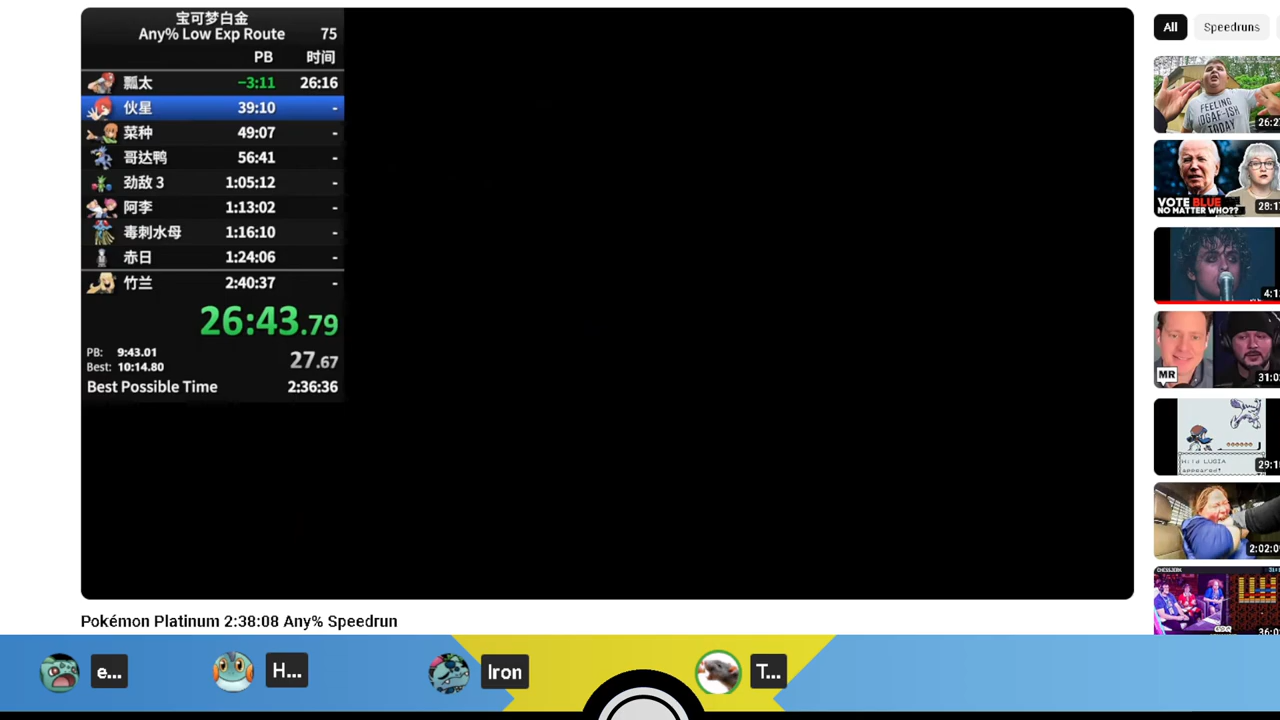 宝可梦白金
Any% Low Exp Route 75
PB 时间
瓢太 −3:11 26:16
伙星 39:10 -
菜种 49:07 -
哥达鸭 56:41 -
劲敌 3 1:05:12 -
阿李 1:13:02 -
毒刺水母 1:16:10 -
赤日 1:24:06 -
竹兰 2:40:37 -
26:43.79
PB: 9:43.01
Best: 10:14.80
27.67
Best Possible Time 2:36:36
Pokémon Platinum 2:38:08 Any% Speedrun
All Speedruns
FEELING
IDGAF-ISH
TODAY
26:2
VOTE BLUE
NO MATTER WHO??
28:1
4:1
MR
31:0
Wild LUGIA
appeared!
29:1
2:02:0
GDQ
36:0
e...
H...
Iron
T...